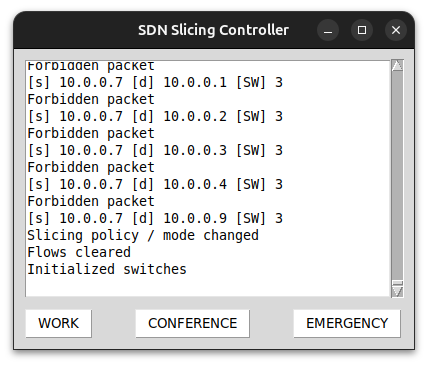 SDN Slicing Controller
Forbidden packet
[s] 10.0.0.7 [d] 10.0.0.1 [SW] 3
Forbidden packet
[s] 10.0.0.7 [d] 10.0.0.2 [SW] 3
Forbidden packet
[s] 10.0.0.7 [d] 10.0.0.3 [SW] 3
Forbidden packet
[s] 10.0.0.7 [d] 10.0.0.4 [SW] 3
Forbidden packet
[s] 10.0.0.7 [d] 10.0.0.9 [SW] 3
Slicing policy / mode changed
Flows cleared
Initialized switches
WORK CONFERENCE EMERGENCY